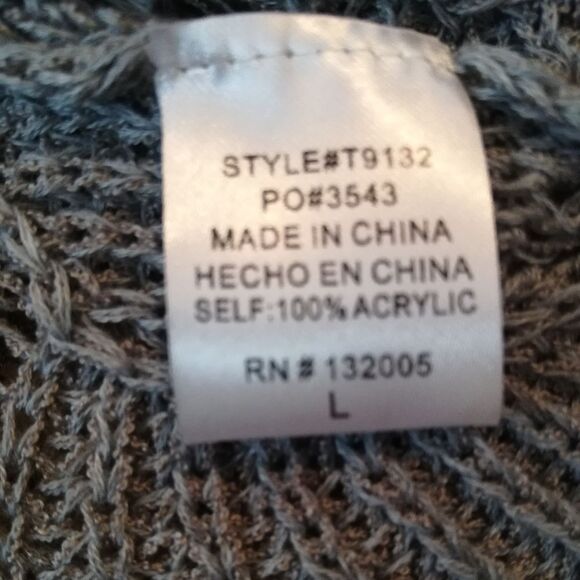 STYLE#T9132
PO#3543
MADE IN CHINA
HECHO EN CHINA
SELF:100% ACRYLIC
RN # 132005
L